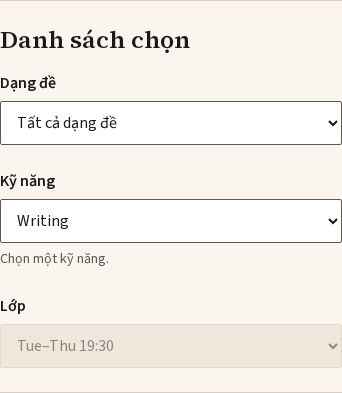 Danh sách chọn
Dạng đề
Tất cả dạng đề
Kỹ năng
Writing
Chọn một kỹ năng.
Lớp
Tue–Thu 19:30